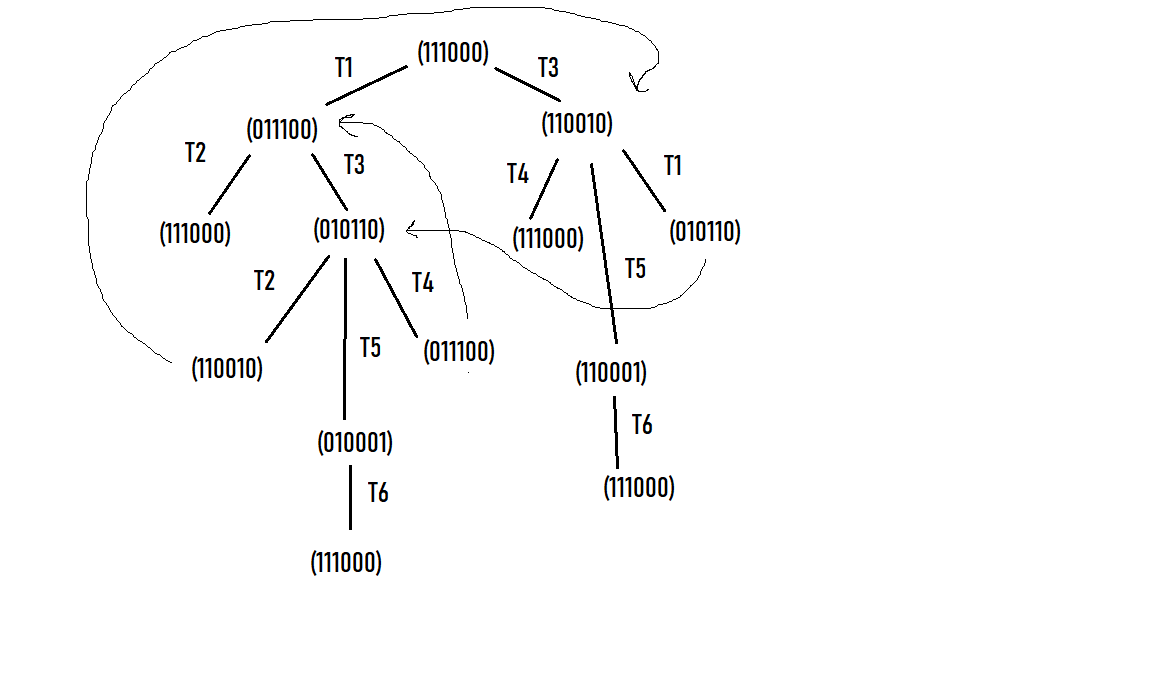 (111000)
T1
T3
(011100)
(110010)
T2
T3
T4
T1
(111000)
(010110)
(111000)
(010110)
T2
T4
T5
T5
(110010)
(011100)
(110001)
T6
(010001)
(111000)
T6
(111000)